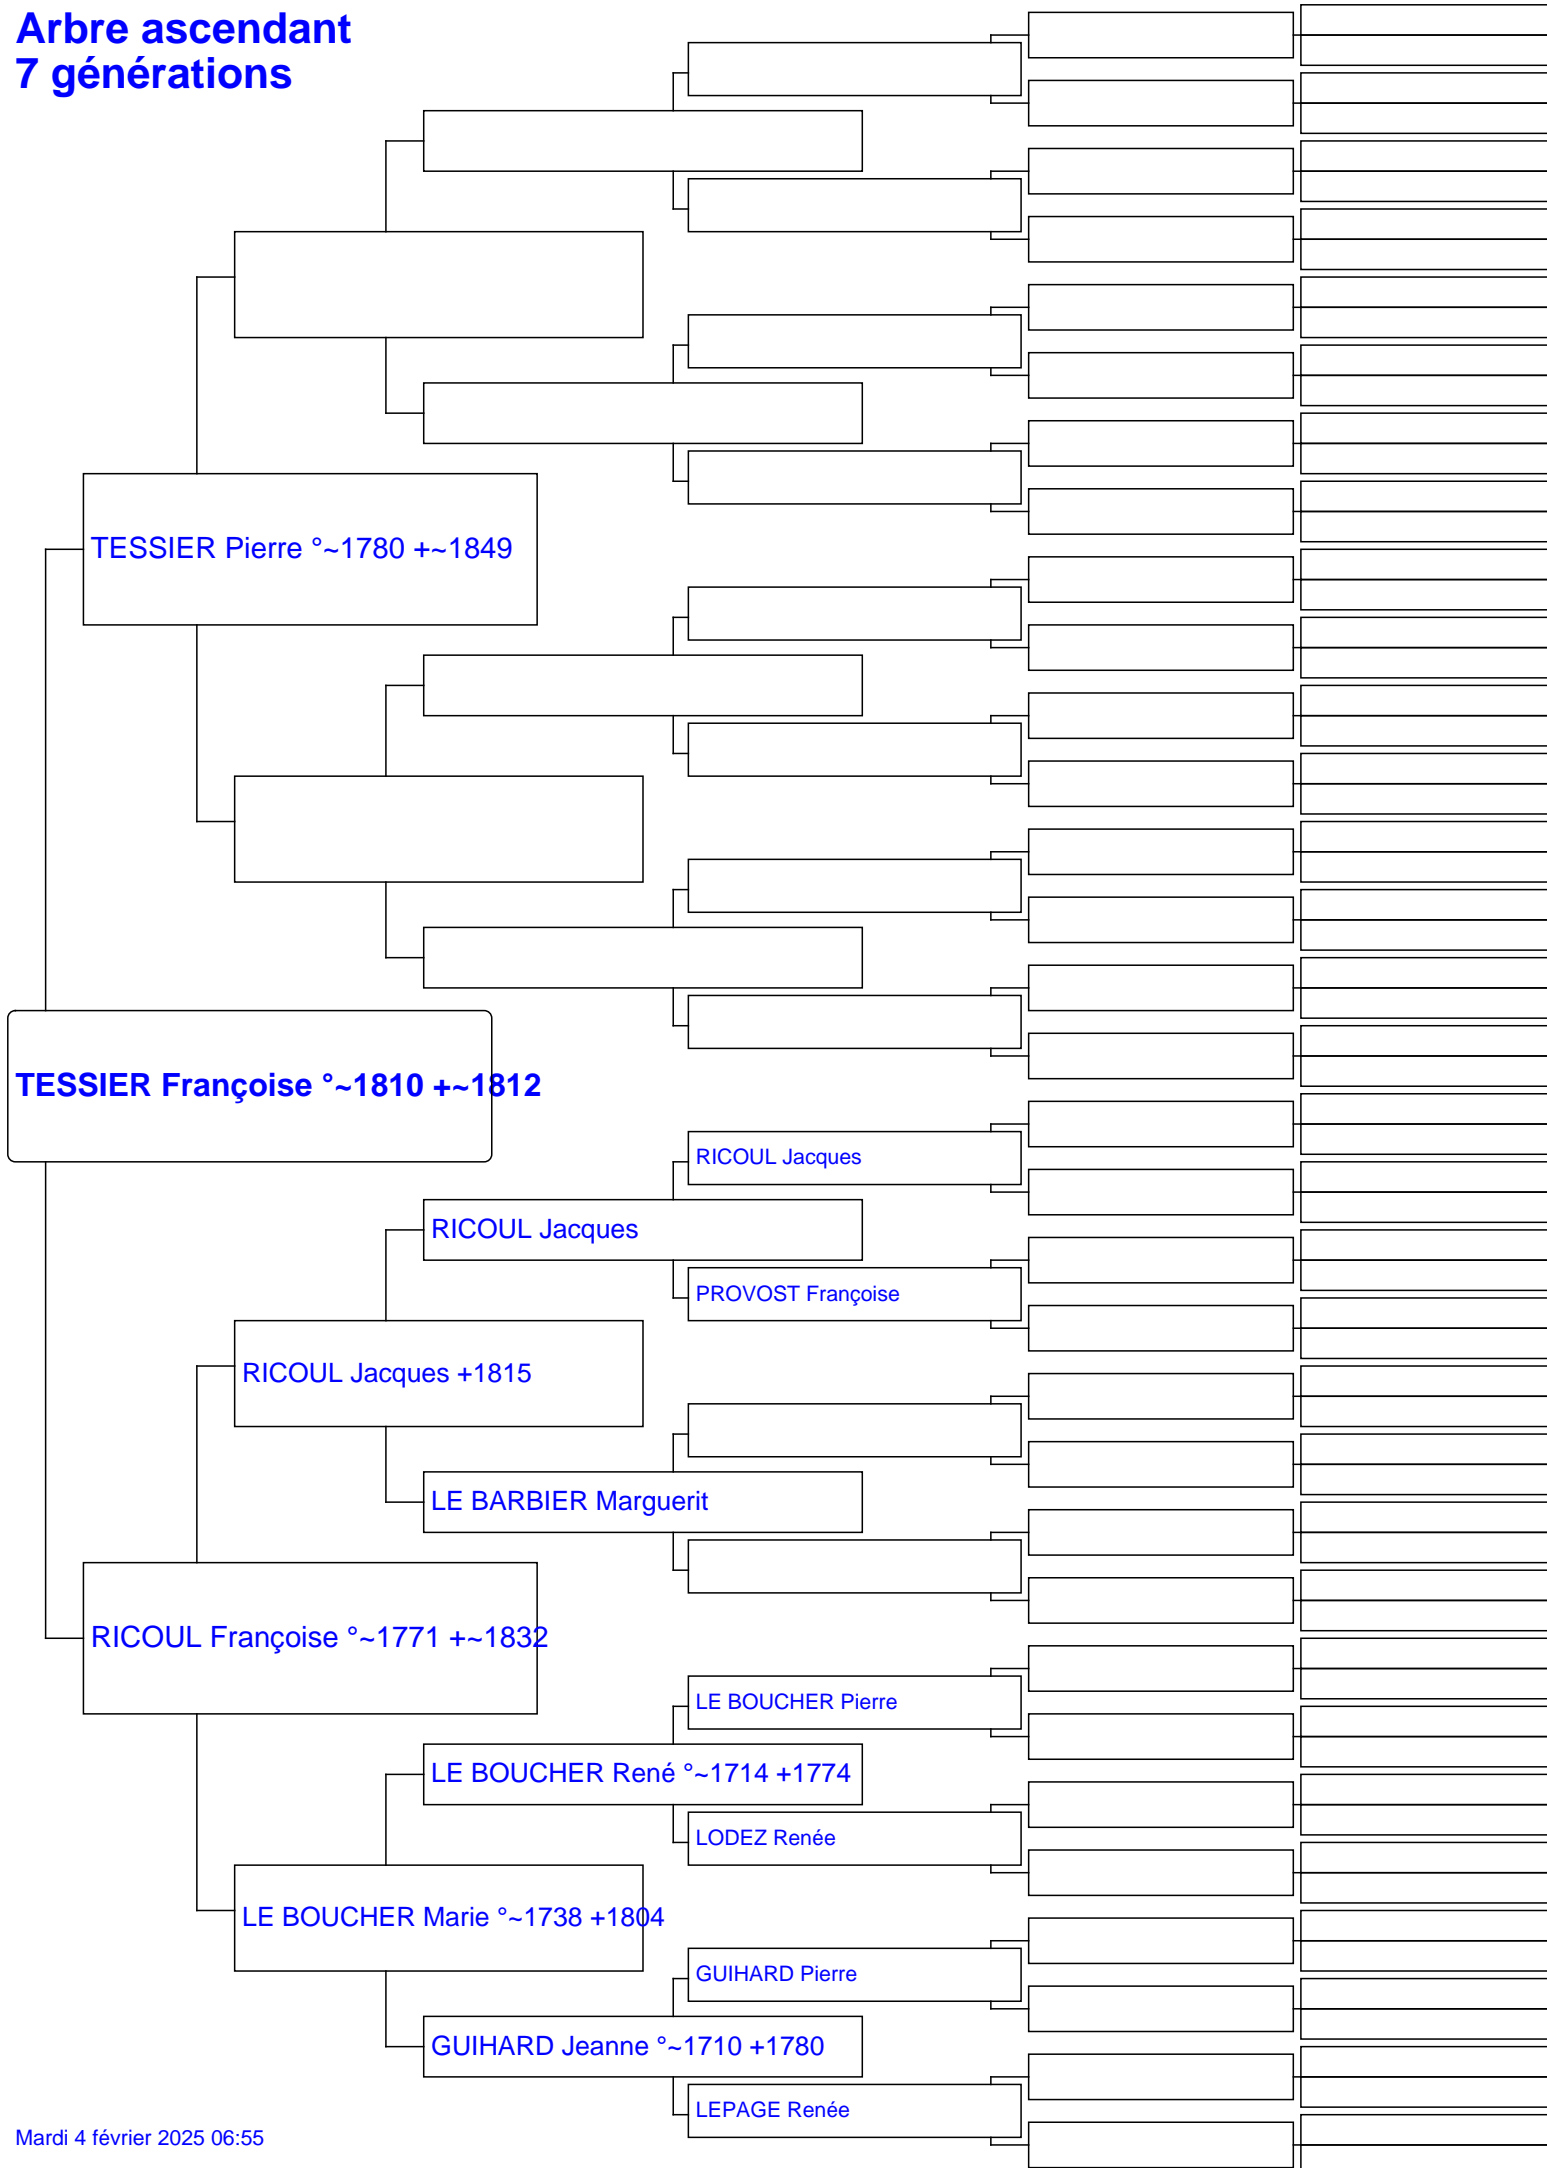 Arbre ascendant
7 générations
TESSIER Pierre °~1780 +~1849
TESSIER Françoise °~1810 +~1812
RICOUL Jacques
RICOUL Jacques
PROVOST Françoise
RICOUL Jacques +1815
LE BARBIER Marguerit
RICOUL Françoise °~1771 +~1832
LE BOUCHER Pierre
LE BOUCHER René °~1714 +1774
LODEZ Renée
LE BOUCHER Marie °~1738 +1804
GUIHARD Pierre
GUIHARD Jeanne °~1710 +1780
LEPAGE Renée
Mardi 4 février 2025 06:55